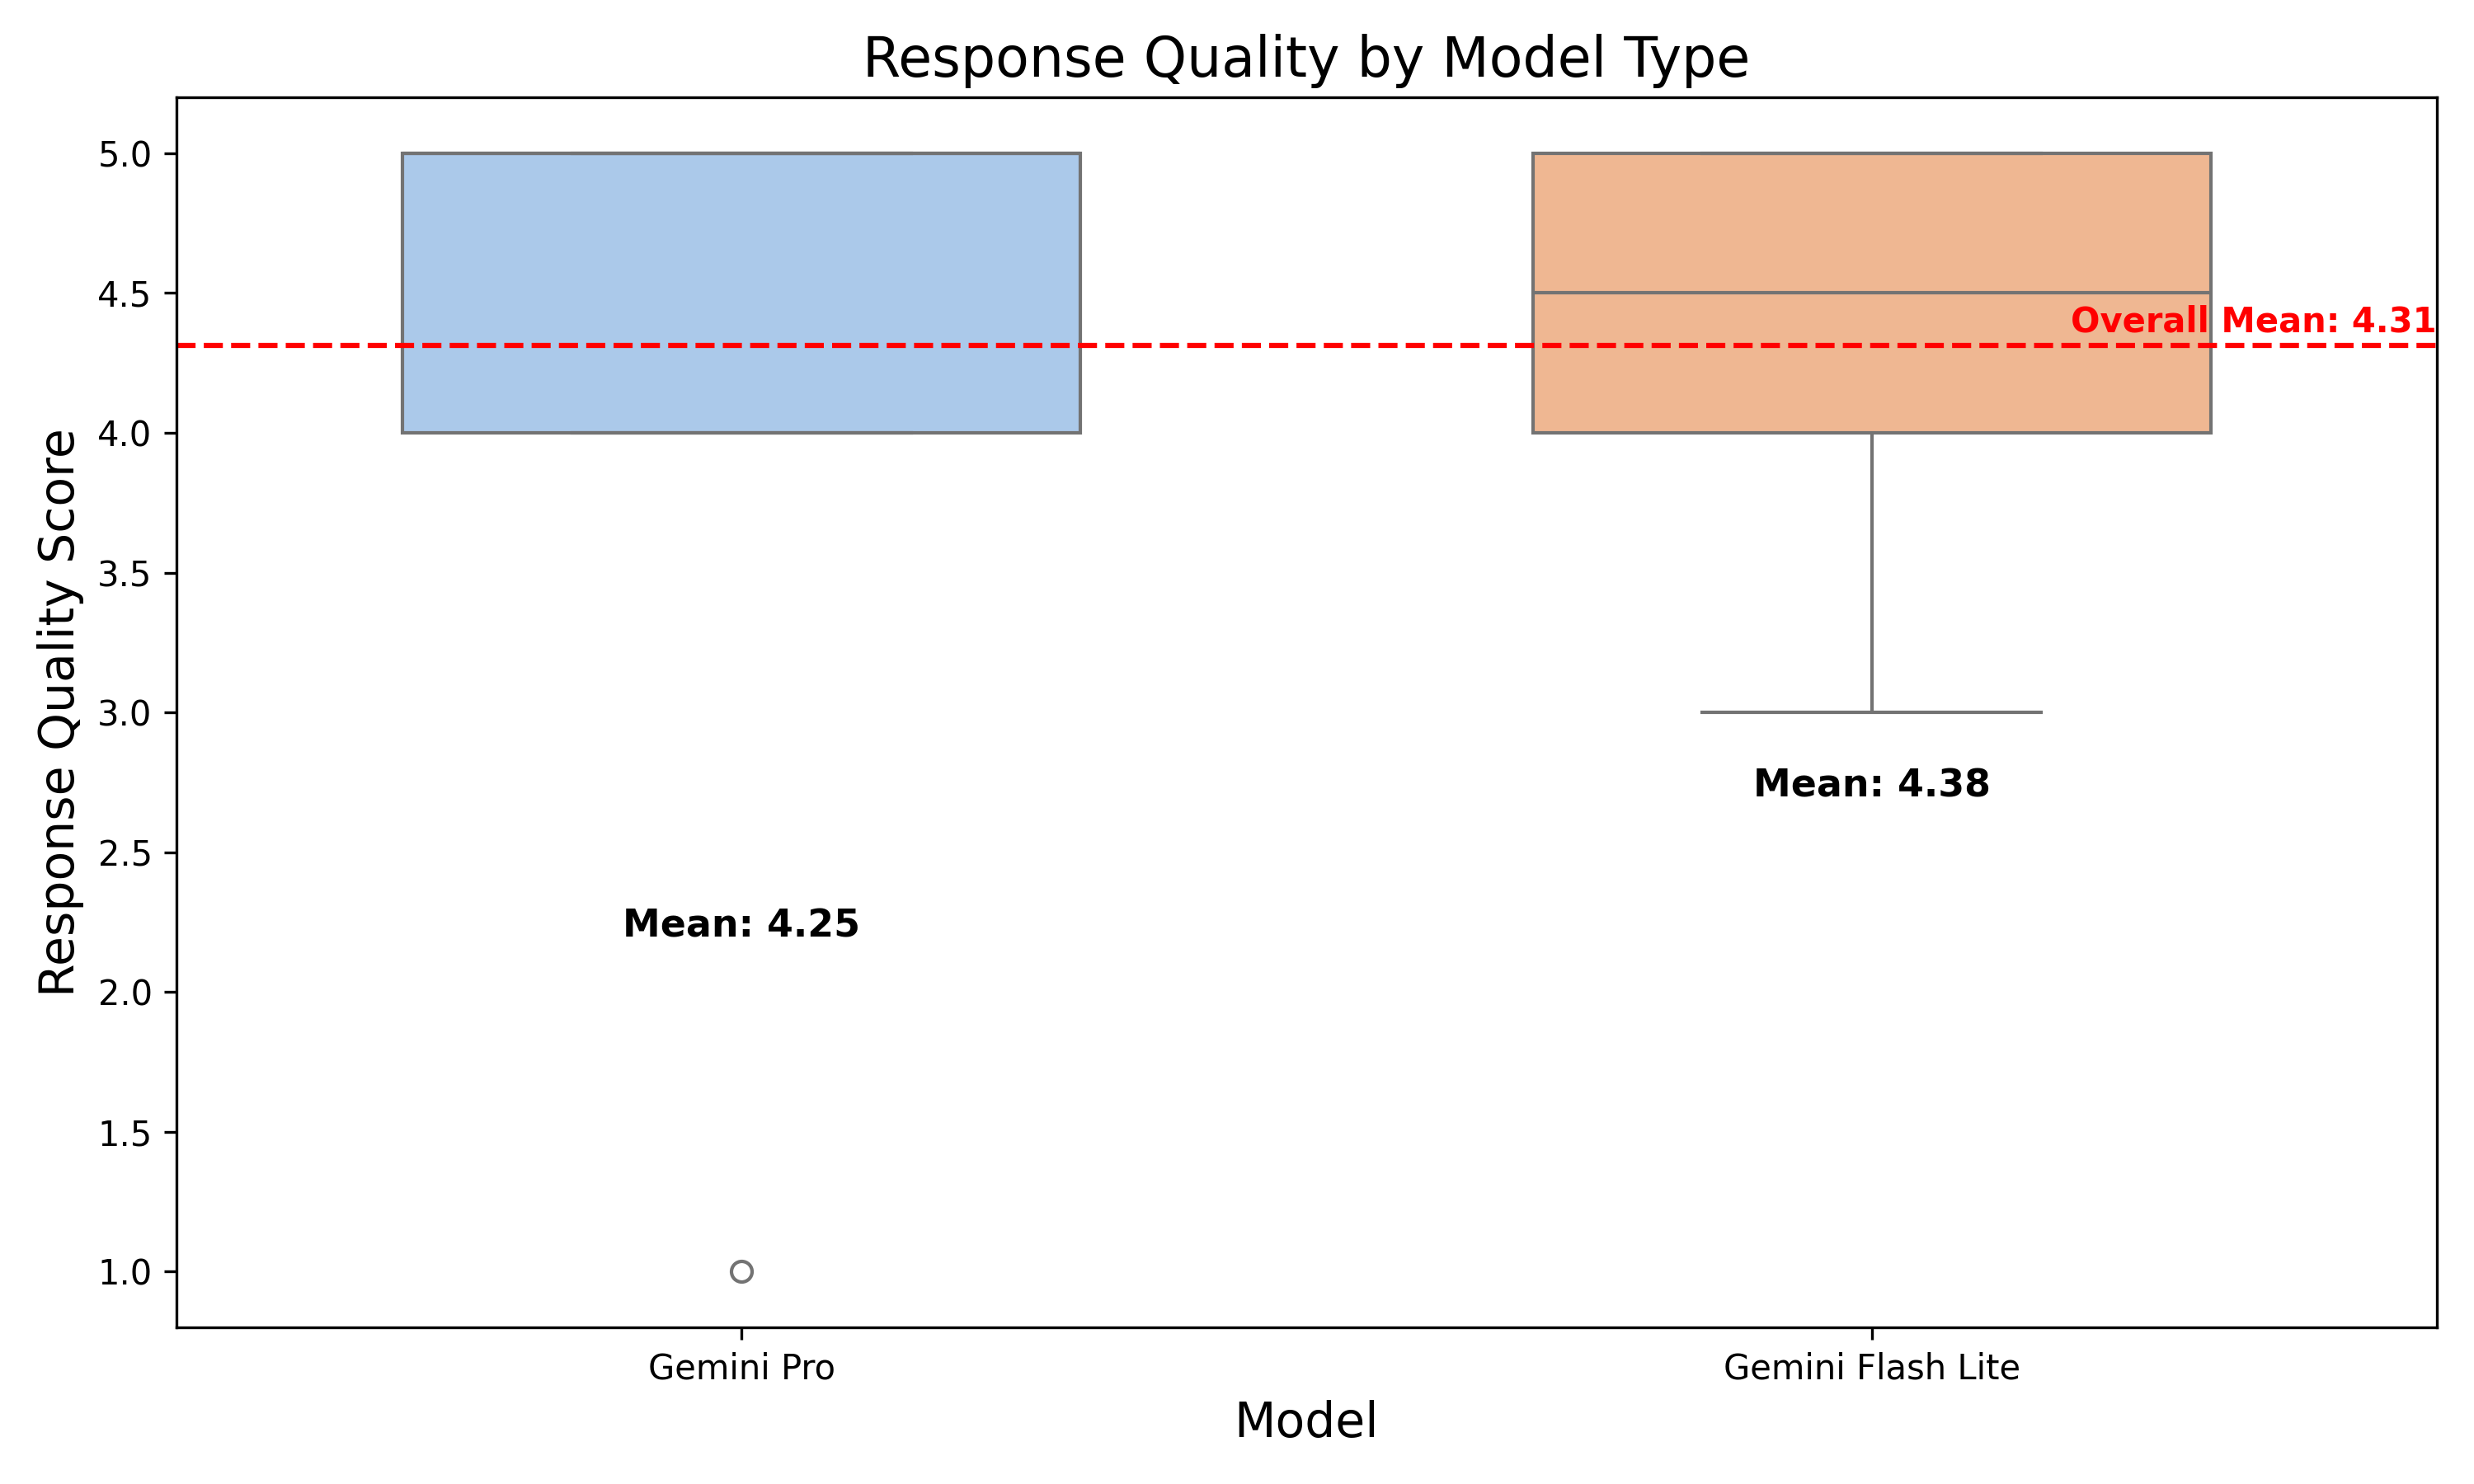 Response Quality by Model Type
Response Quality Score
5.0
4.5
4.0
3.5
3.0
2.5
2.0
1.5
1.0
Overall Mean: 4.31
Mean: 4.38
Mean: 4.25
Gemini Pro
Gemini Flash Lite
Model